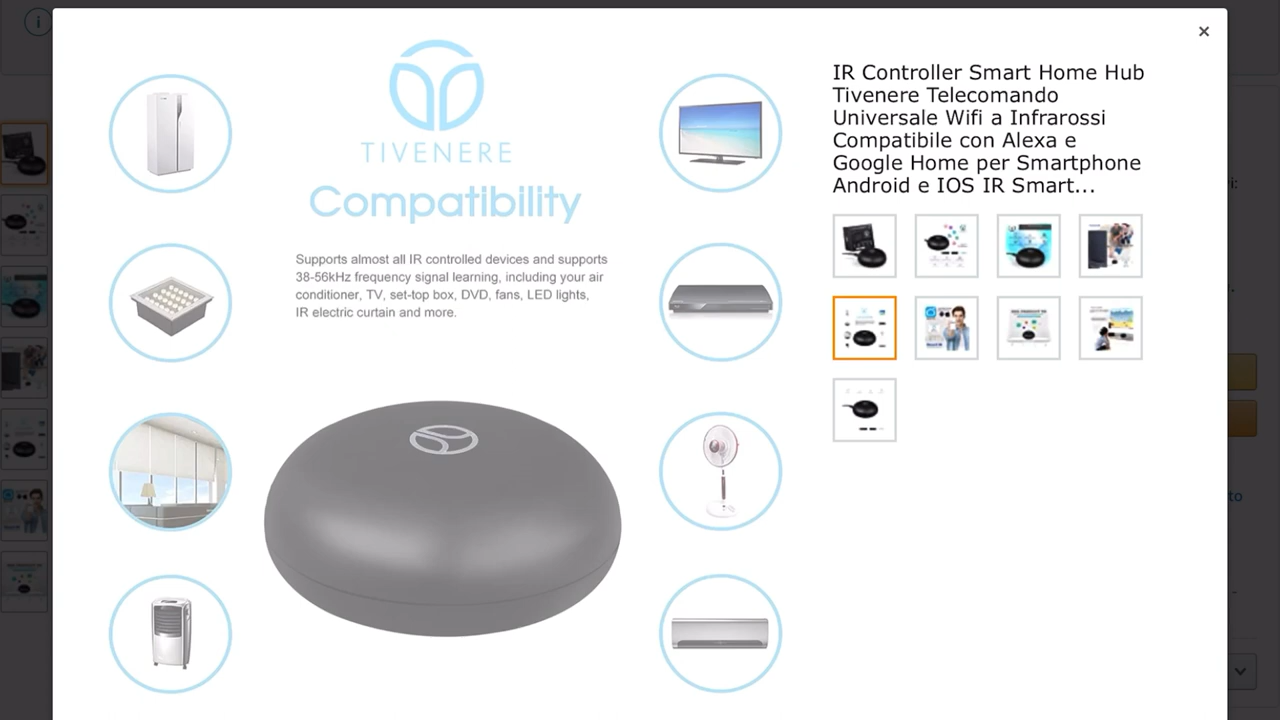 TIVENERE
Compatibility
Supports almost all IR controlled devices and supports
38-56kHz frequency signal learning, including your air
conditioner, TV, set-top box, DVD, fans, LED lights,
IR electric curtain and more.
×
IR Controller Smart Home Hub
Tivenere Telecomando
Universale Wifi a Infrarossi
Compatibile con Alexa e
Google Home per Smartphone
Android e IOS IR Smart...